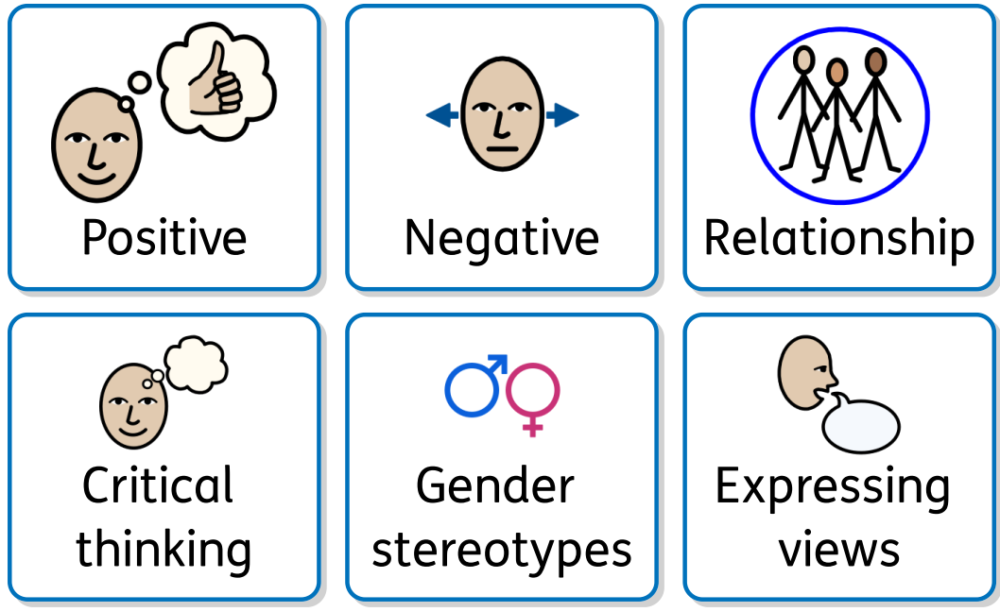 Positive
Negative
Relationship
Critical
thinking
Gender
stereotypes
Expressing
views